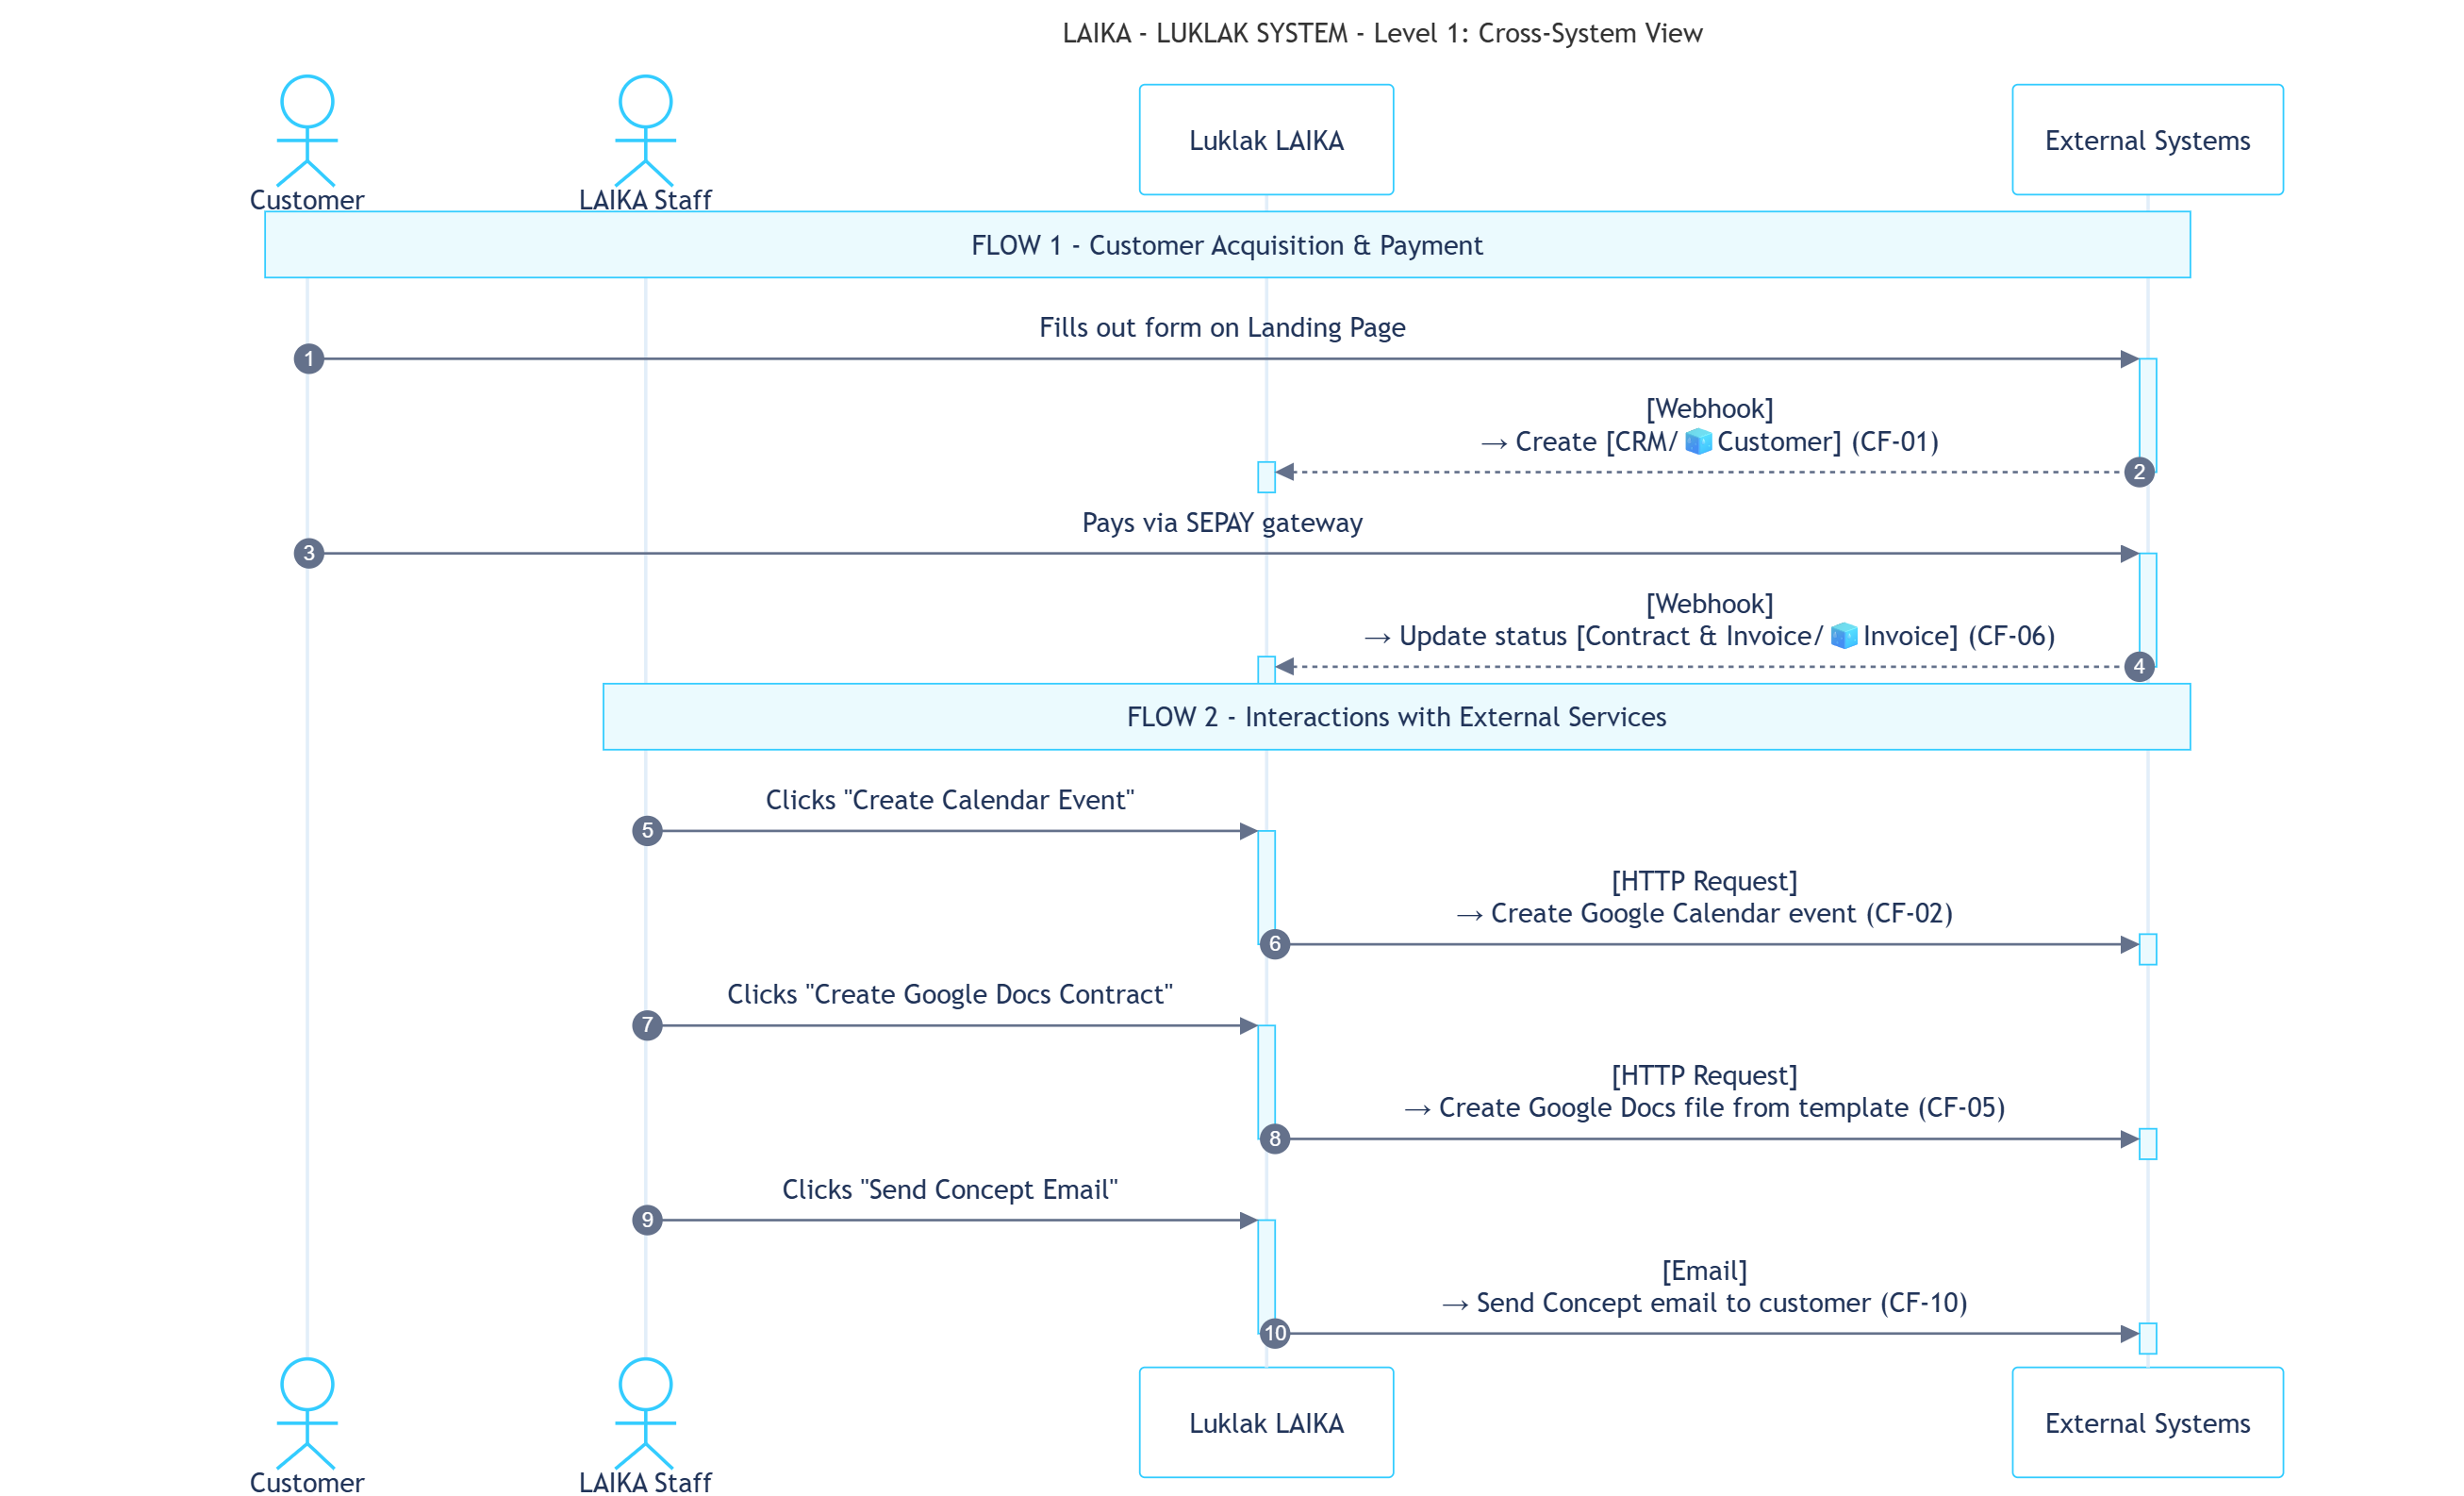 LAIKA - LUKLAK SYSTEM - Level 1: Cross-System View
Customer
LAIKA Staff
Luklak LAIKA
External Systems
FLOW 1 - Customer Acquisition & Payment
Fills out form on Landing Page
1
[Webhook]
→ Create [CRM/🧊Customer] (CF-01)
2
Pays via SEPAY gateway
3
[Webhook]
→ Update status [Contract & Invoice/🧊Invoice] (CF-06)
4
FLOW 2 - Interactions with External Services
Clicks "Create Calendar Event"
5
[HTTP Request]
→ Create Google Calendar event (CF-02)
6
Clicks "Create Google Docs Contract"
7
[HTTP Request]
→ Create Google Docs file from template (CF-05)
8
Clicks "Send Concept Email"
9
[Email]
→ Send Concept email to customer (CF-10)
10
Customer
LAIKA Staff
Luklak LAIKA
External Systems